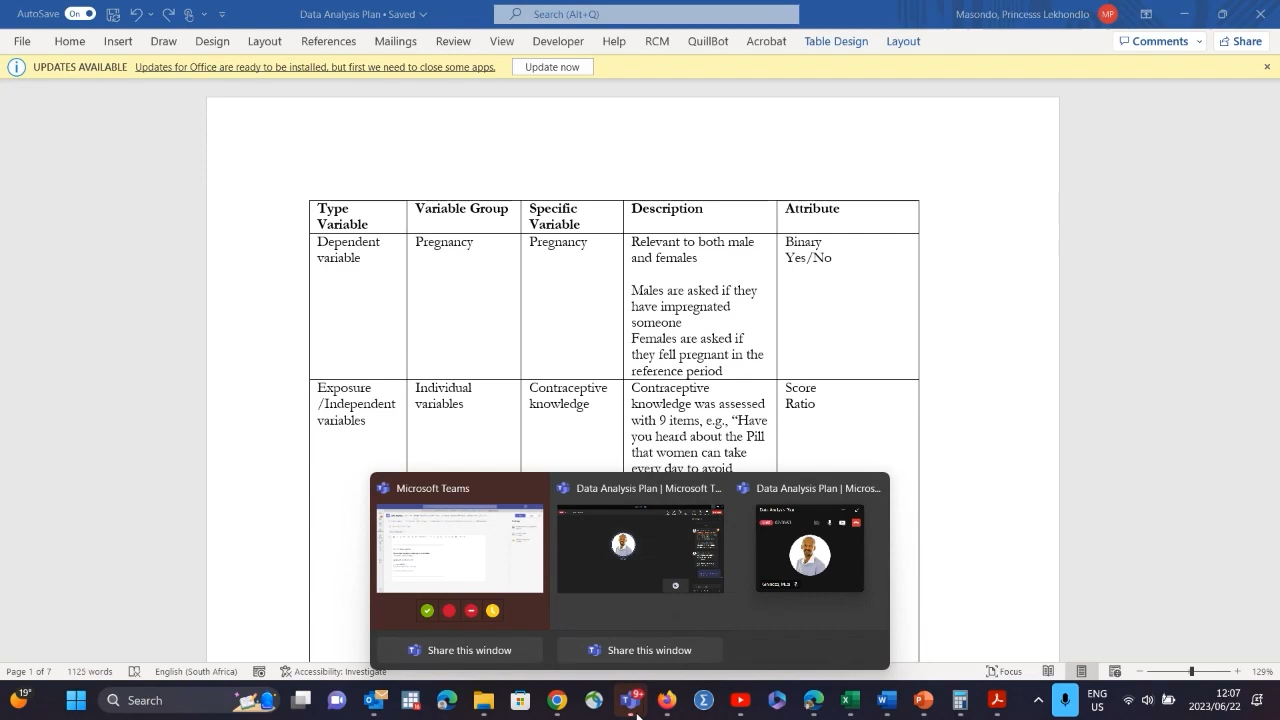 AutoSave On Data Analysis Plan • Saved Search (Alt+Q) Masondo, Princesss Lekhondlo MP
File Home Insert Draw Design Layout References Mailings Review View Developer Help RCM QuillBot Acrobat Table Design Layout Comments Share
UPDATES AVAILABLE Updates for Office are ready to be installed, but first we need to close some apps. Update now
Type Variable Group Specific Description Attribute
Variable Variable
Dependent Pregnancy Pregnancy Relevant to both male Binary
variable and females Yes/No
Males are asked if they
have impregnated
someone
Females are asked if
they fell pregnant in the
reference period
Exposure Individual Contraceptive Contraceptive Score
/Independent variables knowledge knowledge was assessed Ratio
variables with 9 items, e.g., “Have
you heard about the Pill
that women can take
every day to avoid
Microsoft Teams Data Analysis Plan | Microsoft T... Data Analysis Plan | Micros...
Data Analysis Plan
Share this window Share this window
Page 1 of 7 1125 words English (South Africa) Accessibility: Investigate Focus 129%
19° Search 9+ ENG 12:07
US 2023/06/22